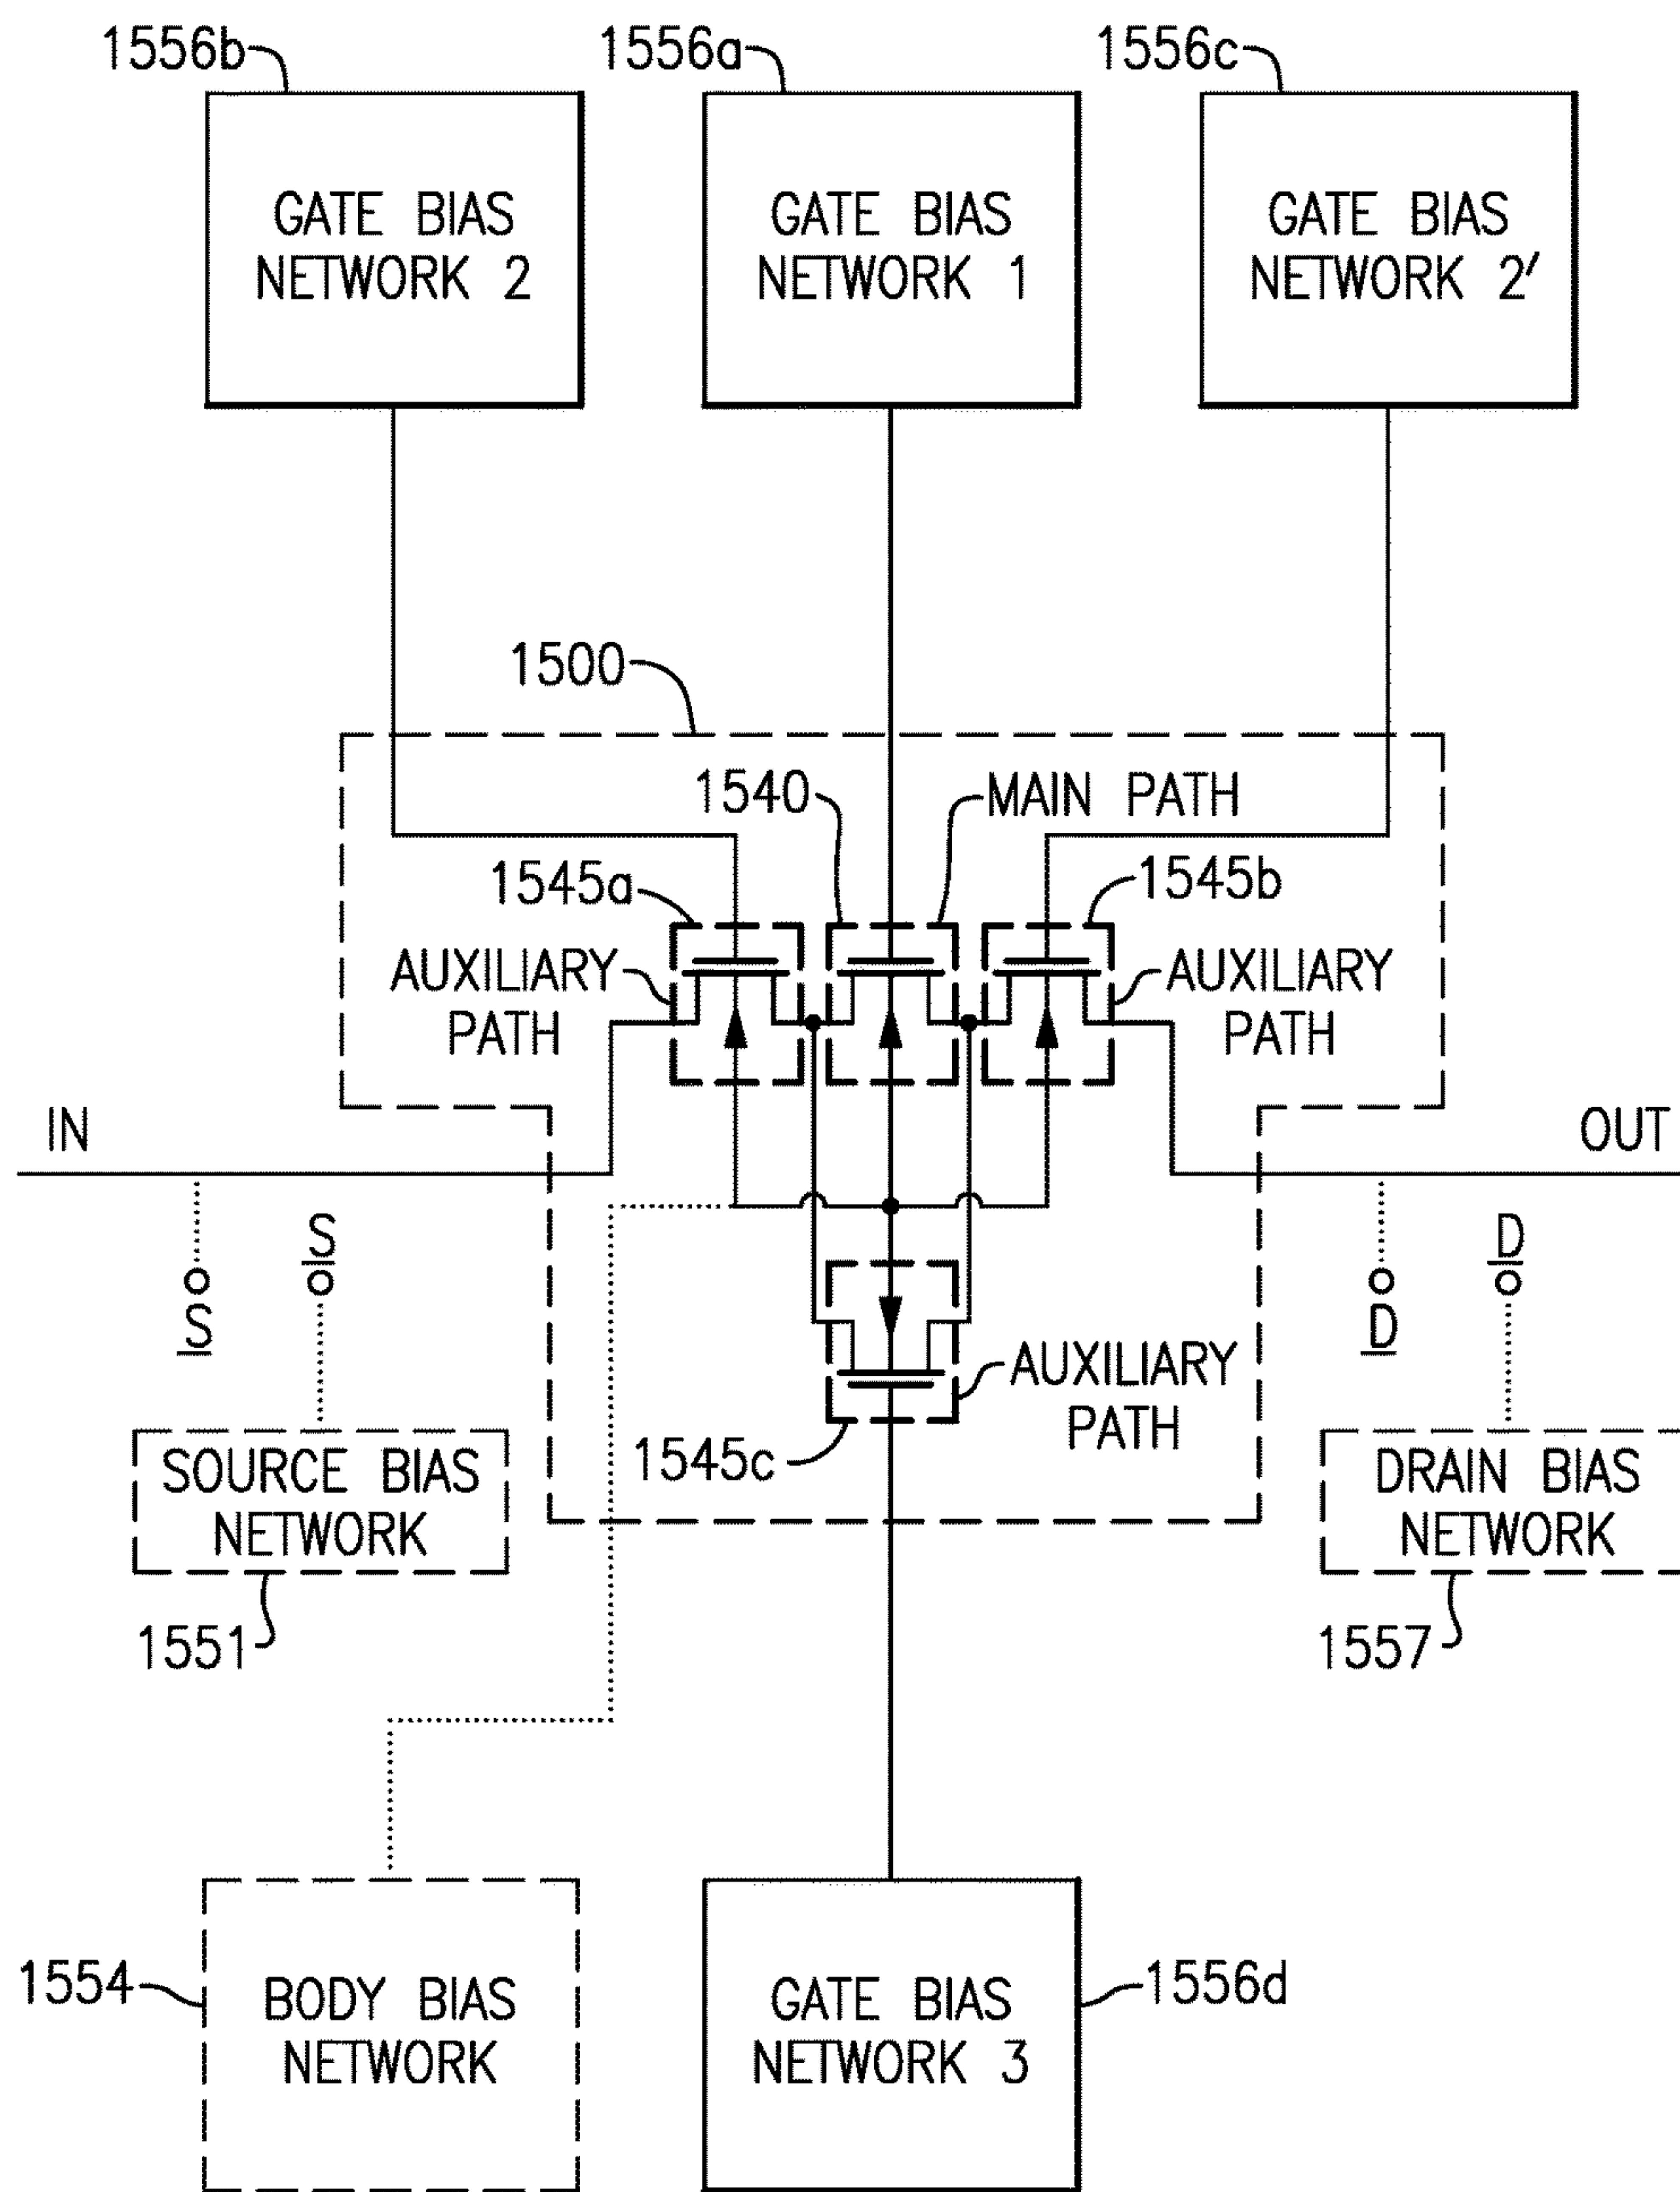 1556b
1556a
1556c
GATE BIAS
NETWORK 2
GATE BIAS
NETWORK 1
GATE BIAS
NETWORK 2'
1500
1540
MAIN PATH
1545a
1545b
AUXILIARY
PATH
AUXILIARY
PATH
IN
OUT
S
S
D
D
AUXILIARY
PATH
1545c
SOURCE BIAS
NETWORK
DRAIN BIAS
NETWORK
1551
1557
1554
BODY BIAS
NETWORK
GATE BIAS
NETWORK 3
1556d